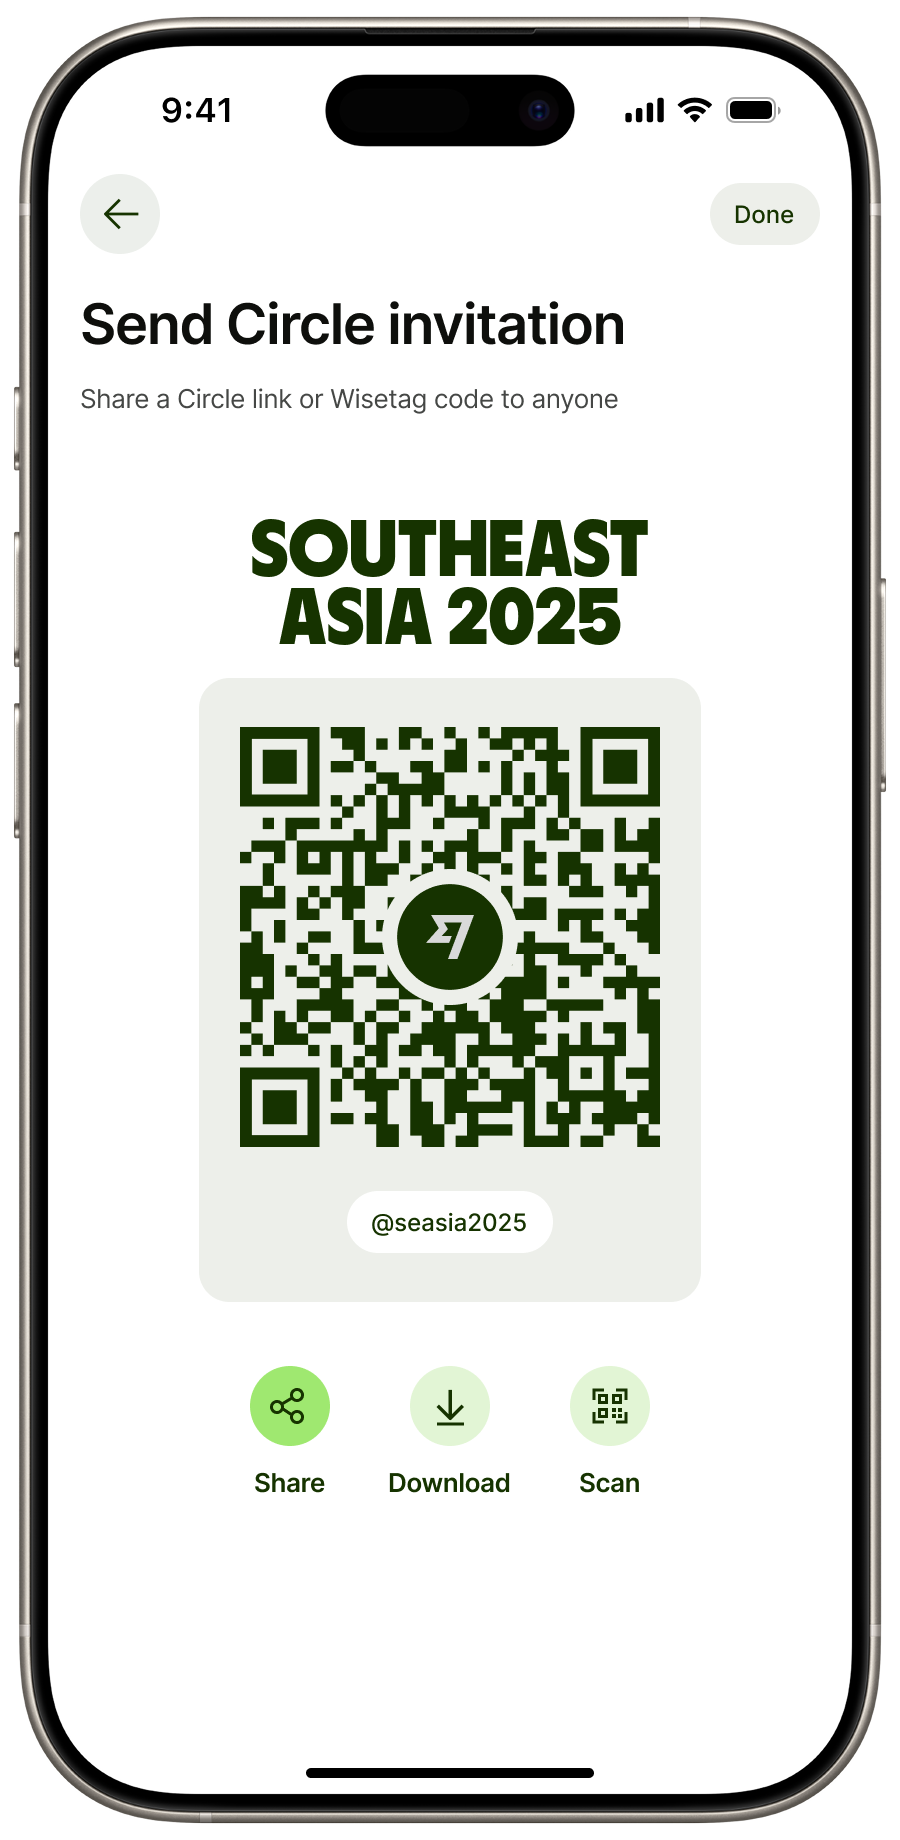 9:41
Done
Send Circle invitation
Share a Circle link or Wisetag code to anyone
SOUTHEAST
ASIA 2025
@seasia2025
Share
Download
Scan